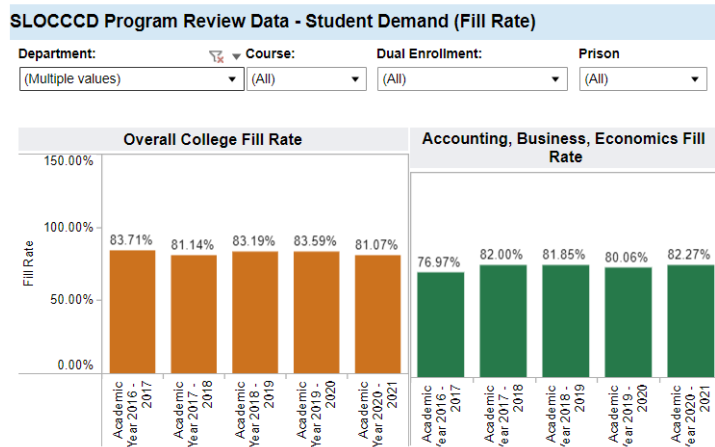 SLOCCCD Program Review Data - Student Demand (Fill Rate)
Department: Course: Dual Enrollment: Prison
(Multiple values) (All) (All) (All)
Overall College Fill Rate
150.00%
100.00%
50.00%
0.00%
Fill Rate
83.71% 81.14% 83.19% 83.59% 81.07%
Academic Year 2016 - 2017
Academic Year 2017 - 2018
Academic Year 2018 - 2019
Academic Year 2019 - 2020
Academic Year 2020 - 2021
Accounting, Business, Economics Fill
Rate
76.97% 82.00% 81.85% 80.06% 82.27%
Academic Year 2016 - 2017
Academic Year 2017 - 2018
Academic Year 2018 - 2019
Academic Year 2019 - 2020
Academic Year 2020 - 2021